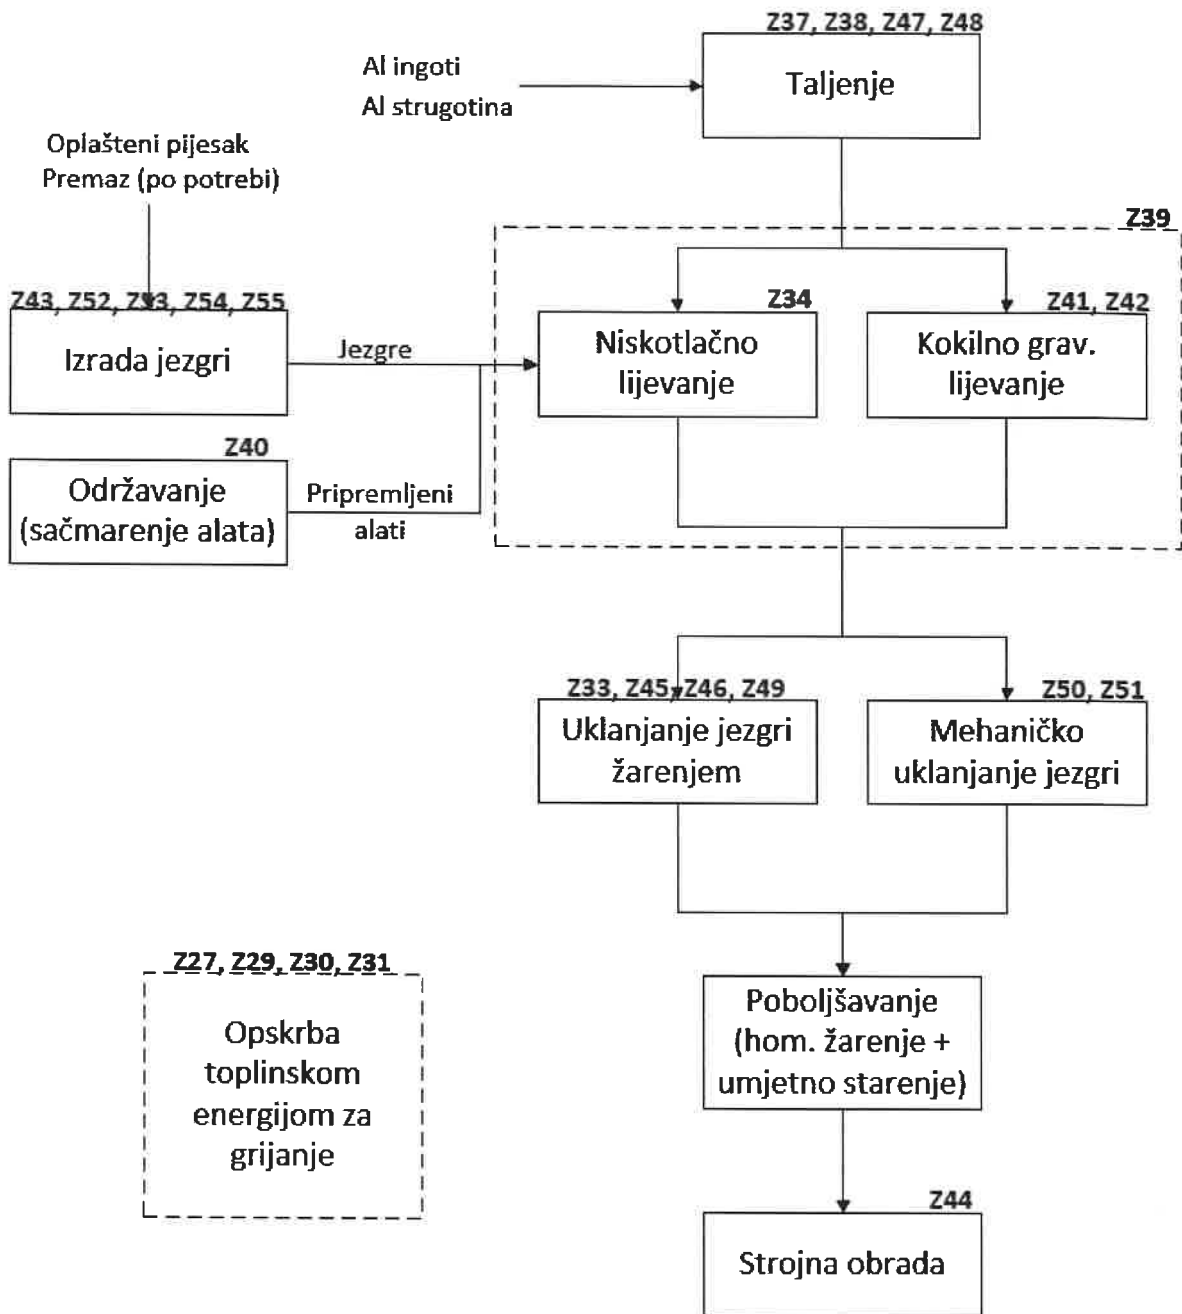 Z37, Z38, Z47, Z48
Taljenje
Al ingoti
Al strugotina
Oplašteni pijesak
Premaz (po potrebi)
Z39
Z43, Z52, Z53, Z54, Z55
Izrada jezgri
Jezgre
Z34
Niskotlačno
lijevanje
Z41, Z42
Kokilno grav.
lijevanje
Z40
Održavanje
(sačmarenje alata)
Pripremljeni
alati
Z33, Z45, Z46, Z49
Uklanjanje jezgri
žarenjem
Z50, Z51
Mehaničko
uklanjanje jezgri
Z27, Z29, Z30, Z31
Opskrba
toplinskom
energijom za
grijanje
Poboljšavanje
(hom. žarenje +
umjetno starenje)
Z44
Strojna obrada